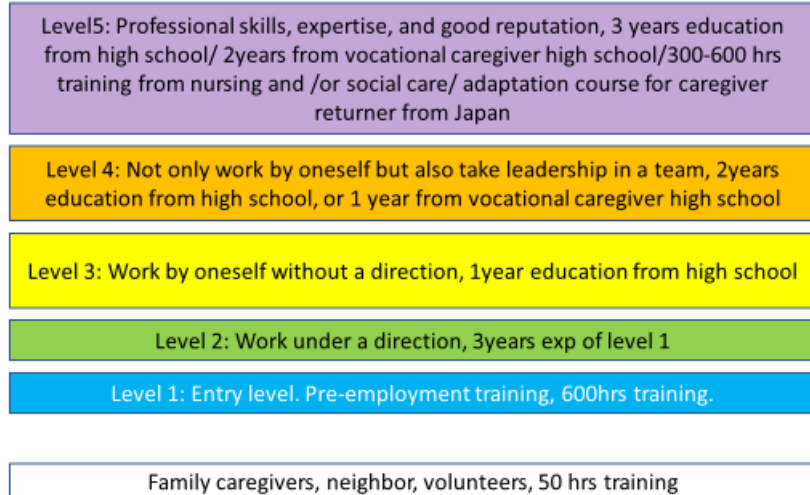 Level5: Professional skills, expertise, and good reputation, 3 years education
from high school/ 2years from vocational caregiver high school/300-600 hrs
training from nursing and /or social care/ adaptation course for caregiver
returner from Japan
Level 4: Not only work by oneself but also take leadership in a team, 2years
education from high school, or 1 year from vocational caregiver high school
Level 3: Work by oneself without a direction, 1year education from high school
Level 2: Work under a direction, 3years exp of level 1
Level 1: Entry level. Pre-employment training, 600hrs training.
Family caregivers, neighbor, volunteers, 50 hrs training